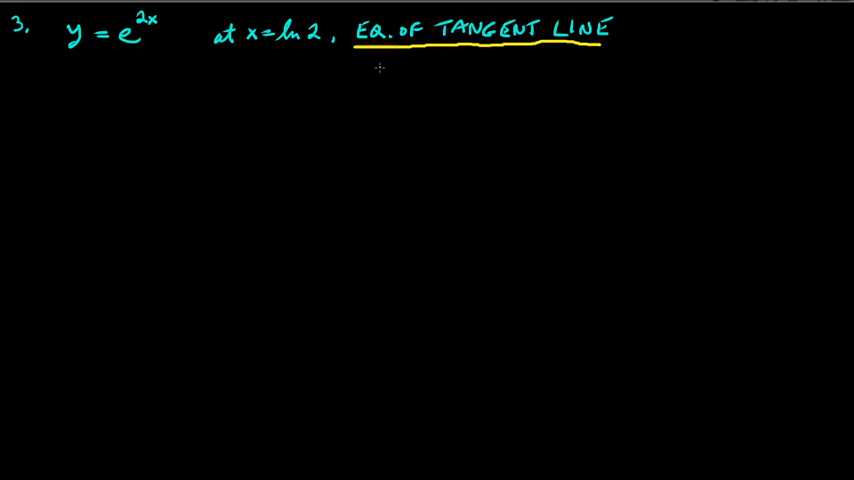 3. y = e^{2x} at x = ln 2, EQ. OF TANGENT LINE